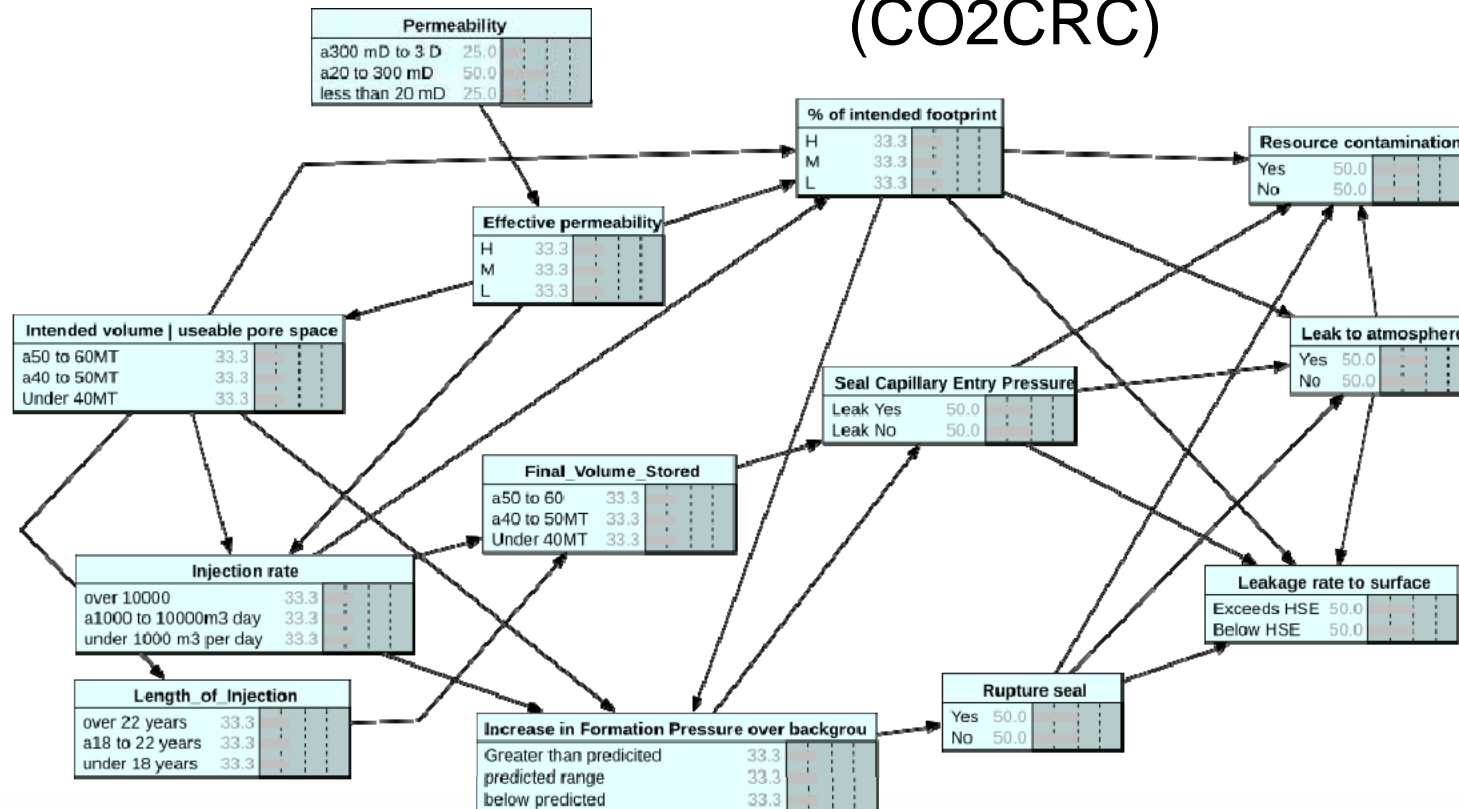 (CO2CRC)
Permeability
a300 mD to 3 D 25.0
a20 to 300 mD 50.0
less than 20 mD 25.0
% of intended footprint
H 33.3
M 33.3
L 33.3
Resource contamination
Yes 50.0
No 50.0
Effective permeability
H 33.3
M 33.3
L 33.3
Intended volume | useable pore space
a50 to 60MT 33.3
a40 to 50MT 33.3
Under 40MT 33.3
Leak to atmosphere
Yes 50.0
No 50.0
Seal Capillary Entry Pressure
Leak Yes 50.0
Leak No 50.0
Final_Volume_Stored
a50 to 60 33.3
a40 to 50MT 33.3
Under 40MT 33.3
Injection rate
over 10000 33.3
a1000 to 10000m3 day 33.3
under 1000 m3 per day 33.3
Leakage rate to surface
Exceeds HSE 50.0
Below HSE 50.0
Length_of_Injection
over 22 years 33.3
a18 to 22 years 33.3
under 18 years 33.3
Rupture seal
Yes 50.0
No 50.0
Increase in Formation Pressure over backgrou
Greater than predicited 33.3
predicted range 33.3
below predicted 33.3